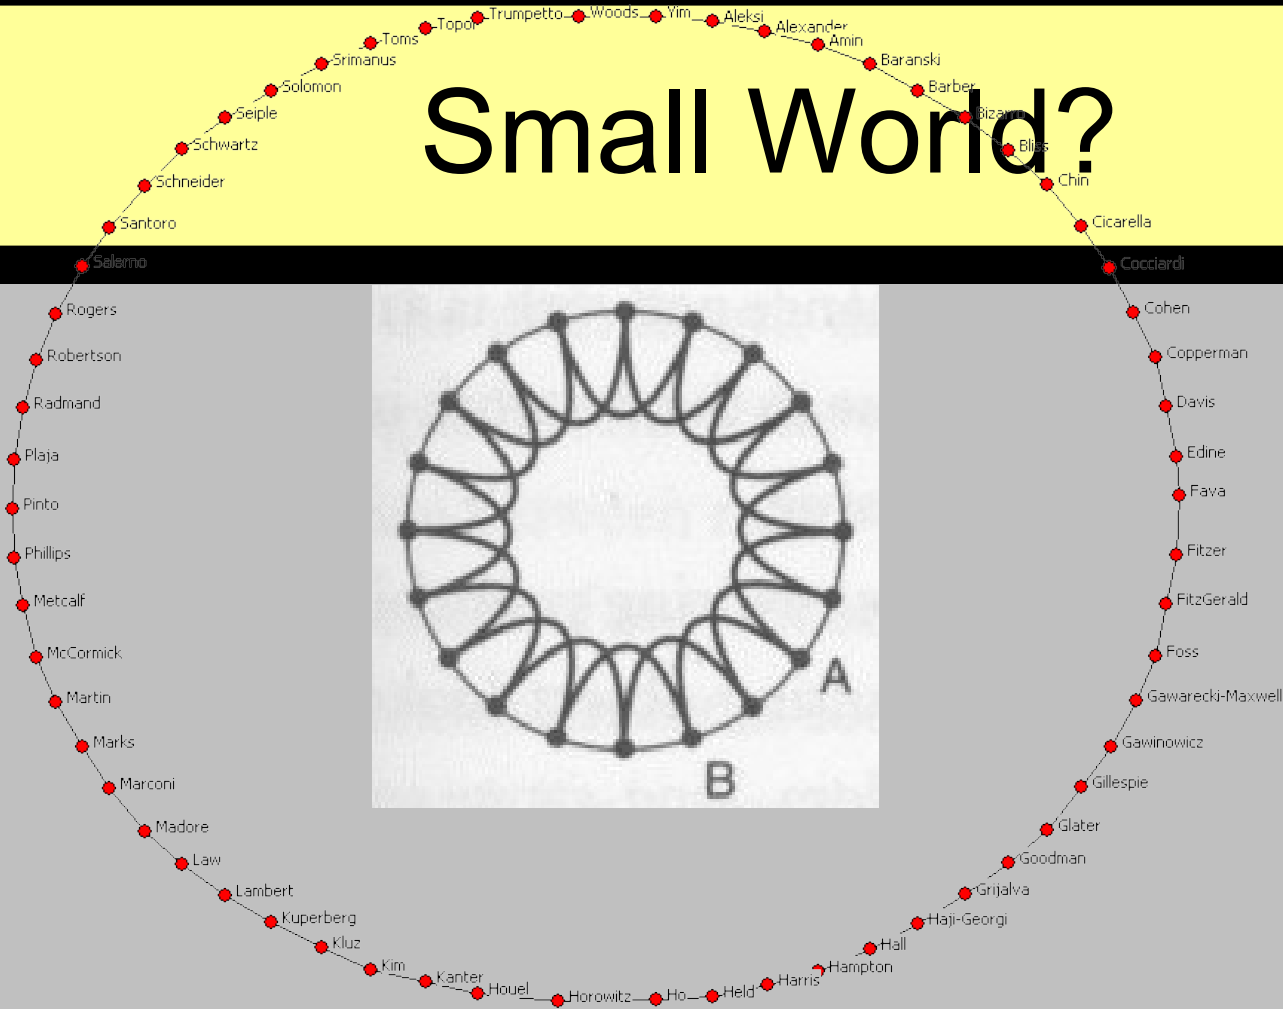 Small World?
Trumpetto
Woods
Yim
Aleksi
Alexander
Amin
Baranski
Barber
Bizarro
Bliss
Chin
Cicarella
Cocciardi
Cohen
Copperman
Davis
Edine
Fava
Fitzer
FitzGerald
Foss
Gawarecki-Maxwell
Gawinowicz
Gillespie
Glater
Goodman
Grijalva
Haji-Georgi
Hall
Hampton
Harris
Held
Ho
Horowitz
Houel
Kanter
Kim
Kluz
Kuperberg
Lambert
Law
Madore
Marconi
Marks
Martin
McCormick
Metcalf
Phillips
Pinto
Plaja
Radmand
Robertson
Rogers
Salerno
Santoro
Schneider
Schwartz
Seiple
Solomon
Srimanus
Toms
Topol
A
B